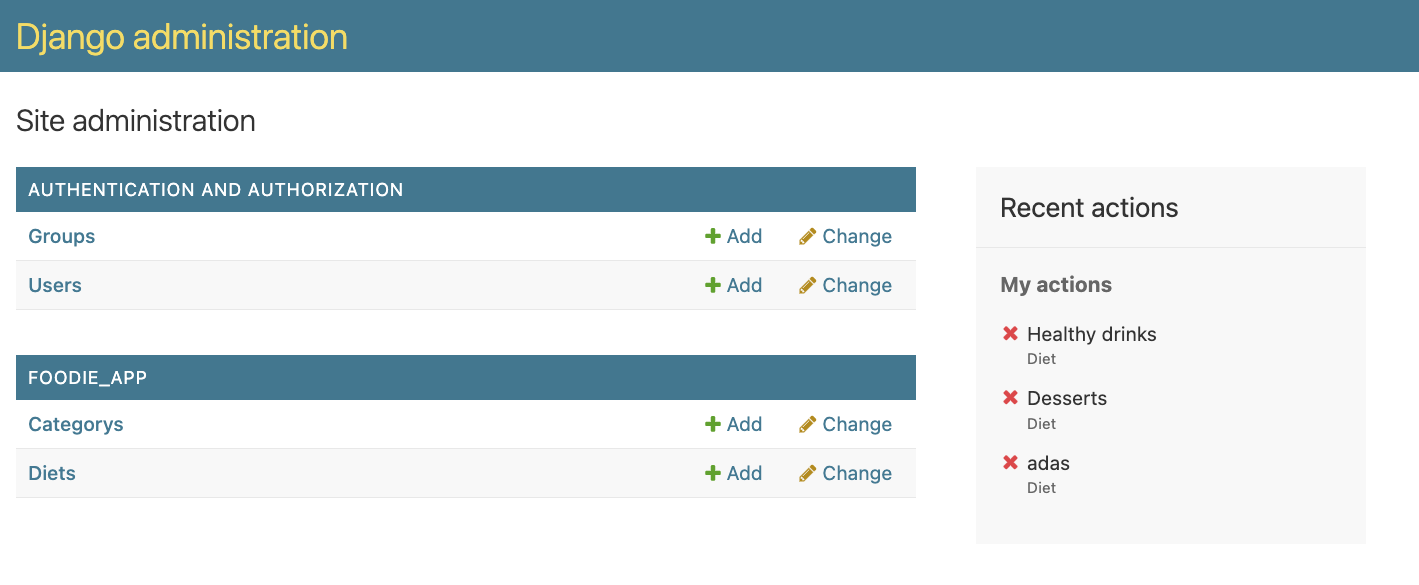 Django administration
Site administration
AUTHENTICATION AND AUTHORIZATION
Groups Add Change
Users Add Change
FOODIE_APP
Categorys Add Change
Diets Add Change
Recent actions
My actions
Healthy drinks
Diet
Desserts
Diet
adas
Diet